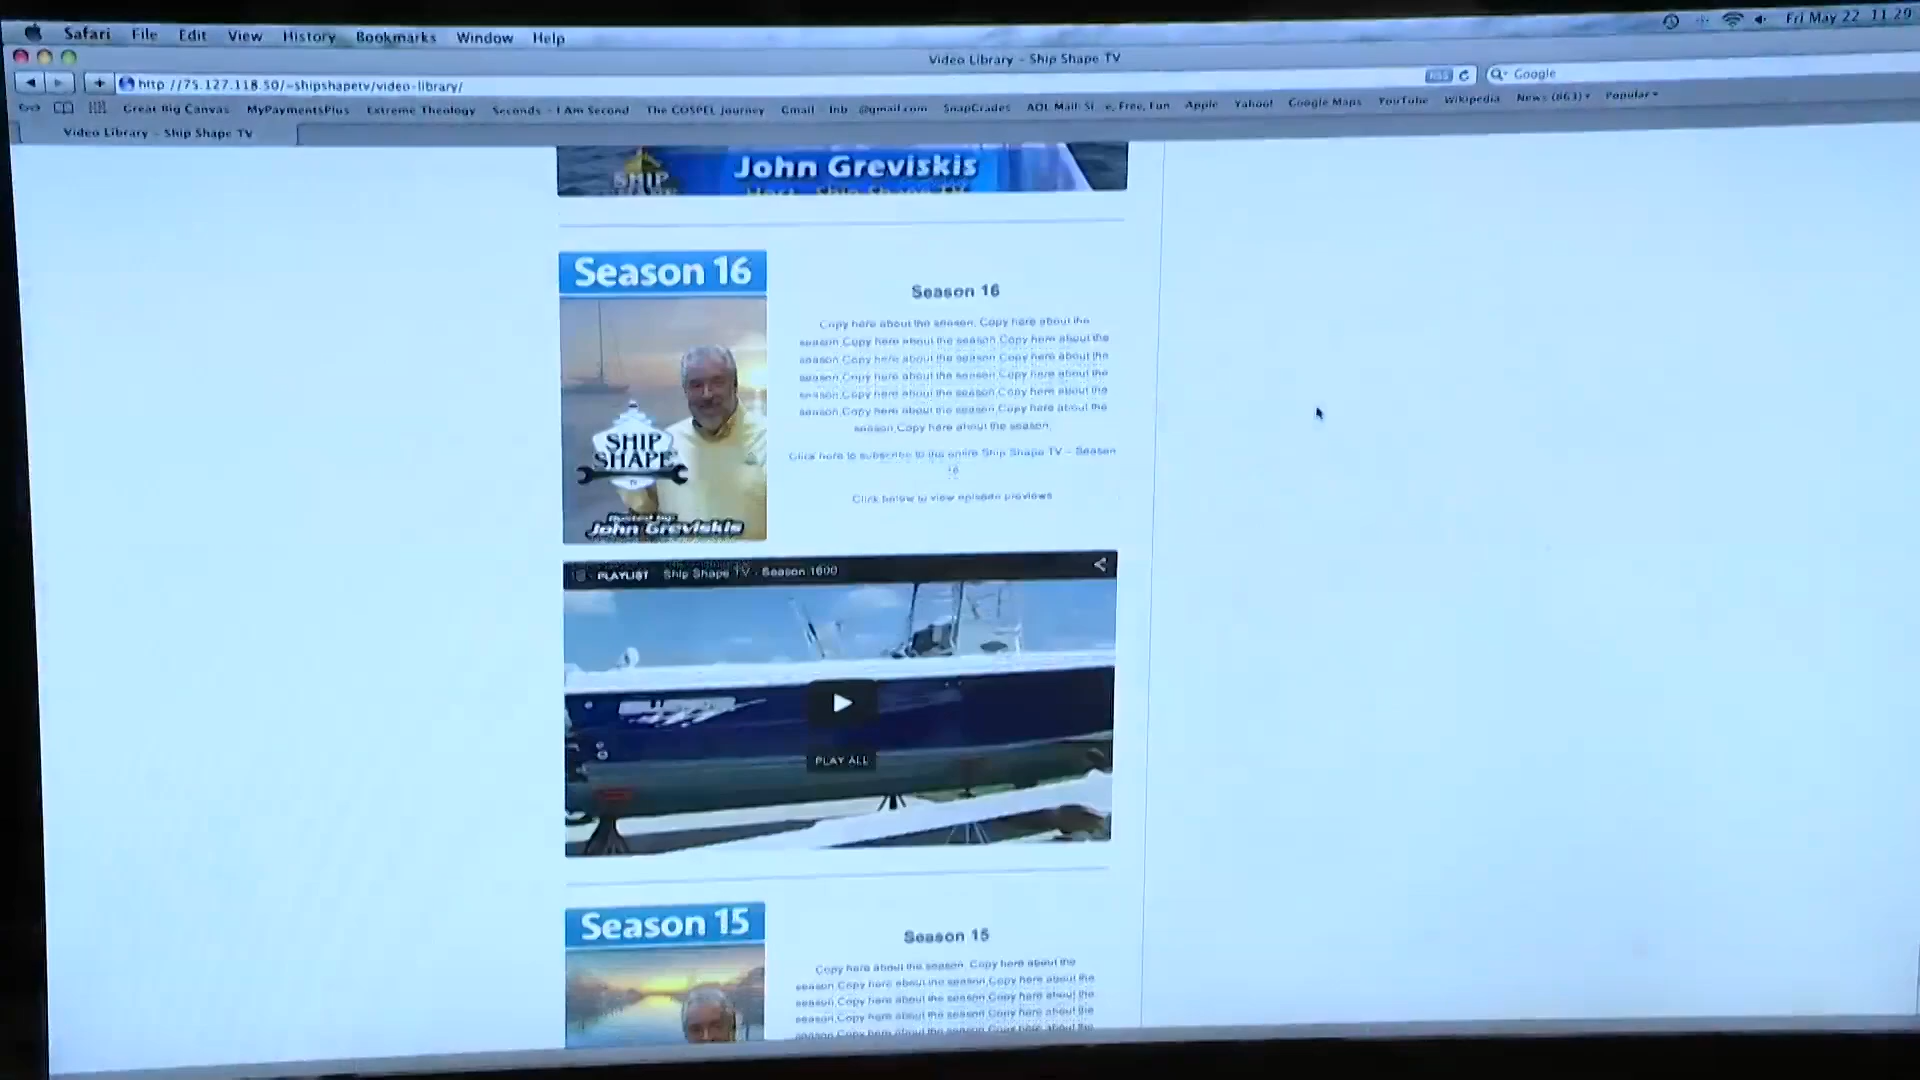 Safari File Edit View History Bookmarks Window Help
Fri May 22 11:29
Video Library - Ship Shape TV
http://75.127.118.50/~shipshapetv/video-library/
Google
Great Big Canvas MyPaymentsPlus Extreme Theology Seconds - I Am Second The GOSPEL Journey Gmail - Inb @gmail.com SnapGrades AOL Mail: Si e, Free, Fun Apple Yahoo! Google Maps YouTube Wikipedia News (863) Popular
Video Library - Ship Shape TV
SHIP
John Greviskis
Host - Ship Shape TV
Season 16
Season 16
Copy here about the season. Copy here about the
season.Copy here about the season.Copy here about the
season.Copy here about the season.Copy here about the
season.Copy here about the season.Copy here about the
season.Copy here about the season.Copy here about the
season.Copy here about the season.Copy here about the
season.Copy here about the season.
Click here to subscribe to the entire Ship Shape TV - Season
16
Click below to view episode previews
SHIP
SHAPE
TV
Hosted by:
John Greviskis
PLAYLIST Ship Shape TV - Season 1600
PLAY ALL
Season 15
Season 15
Copy here about the season. Copy here about the
season.Copy here about the season.Copy here about the
season.Copy here about the season.Copy here about the
season.Copy here about the season.Copy here about the
season.Copy here about the season.Copy here about the